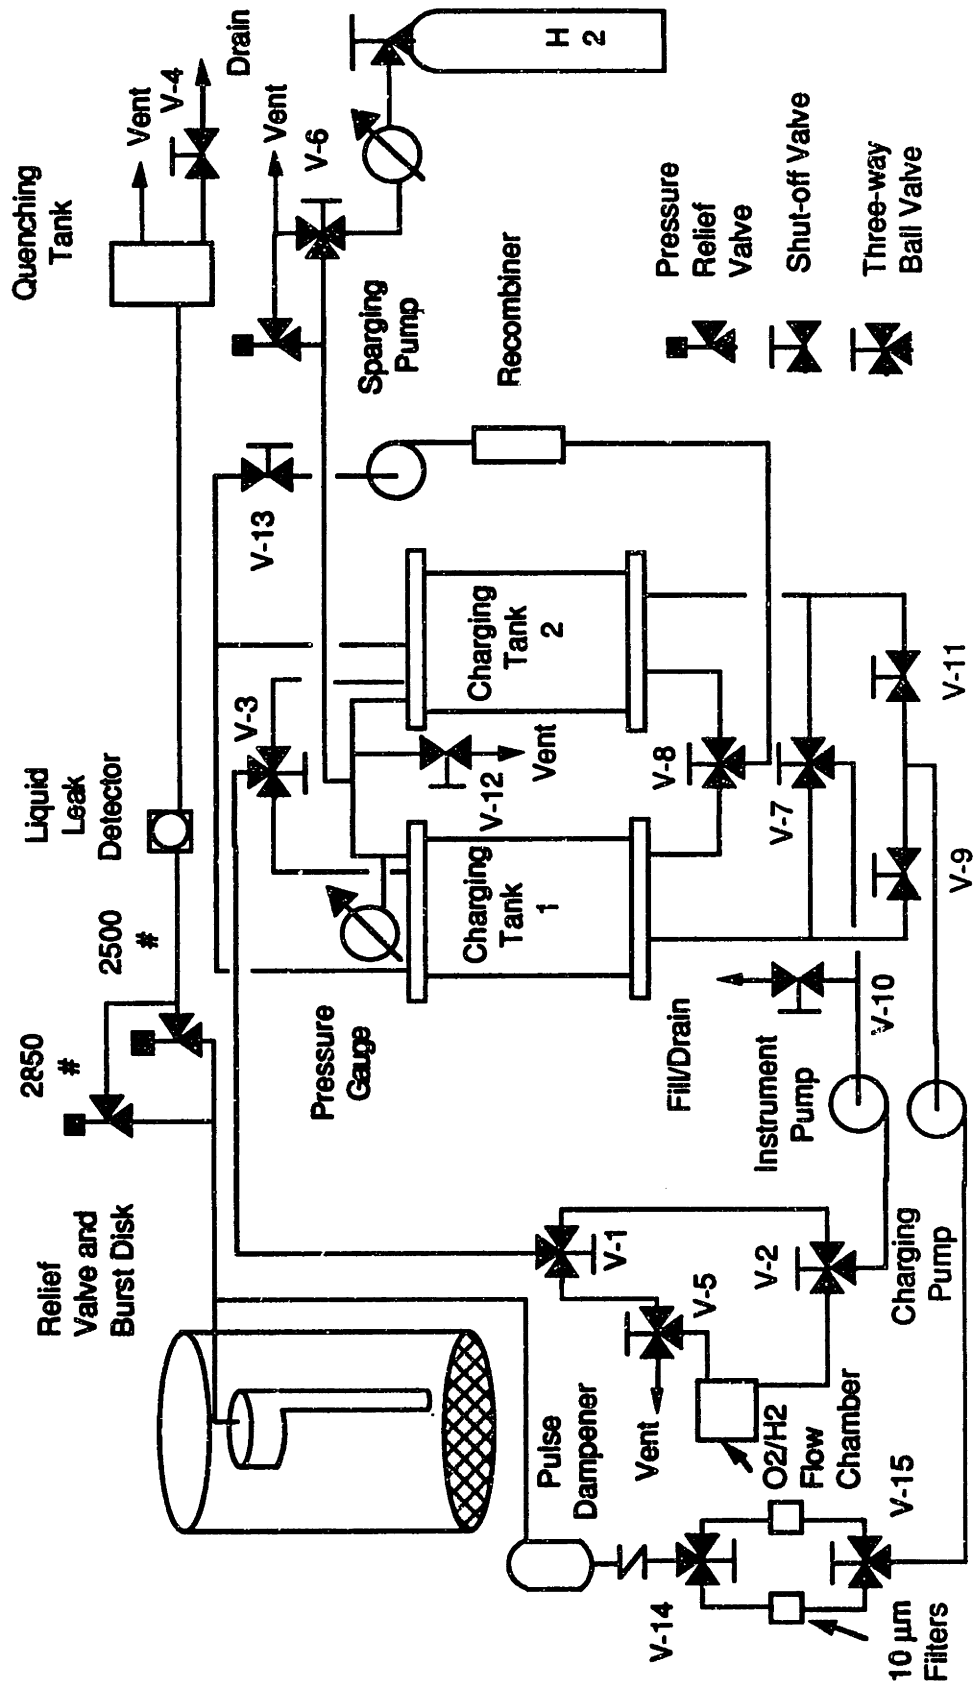 Quenching
Tank
Vent
V-4
Drain
Vent
V-6
H
2
Liquid
Leak
Detector
2500
#
2850
#
Relief
Valve and
Burst Disk
V-13
V-3
Sparging
Pump
Recombiner
Pressure
Relief
Valve
Shut-off Valve
Three-way
Ball Valve
Pressure
Gauge
Charging
Tank
1
V-12
Vent
Charging
Tank
2
V-8
V-7
V-9
V-11
Fill/Drain
V-10
Instrument
Pump
V-1
V-2
V-5
Charging
Pump
Pulse
Dampener
Vent
O2/H2
Flow
Chamber
V-14
V-15
10 µm
Filters